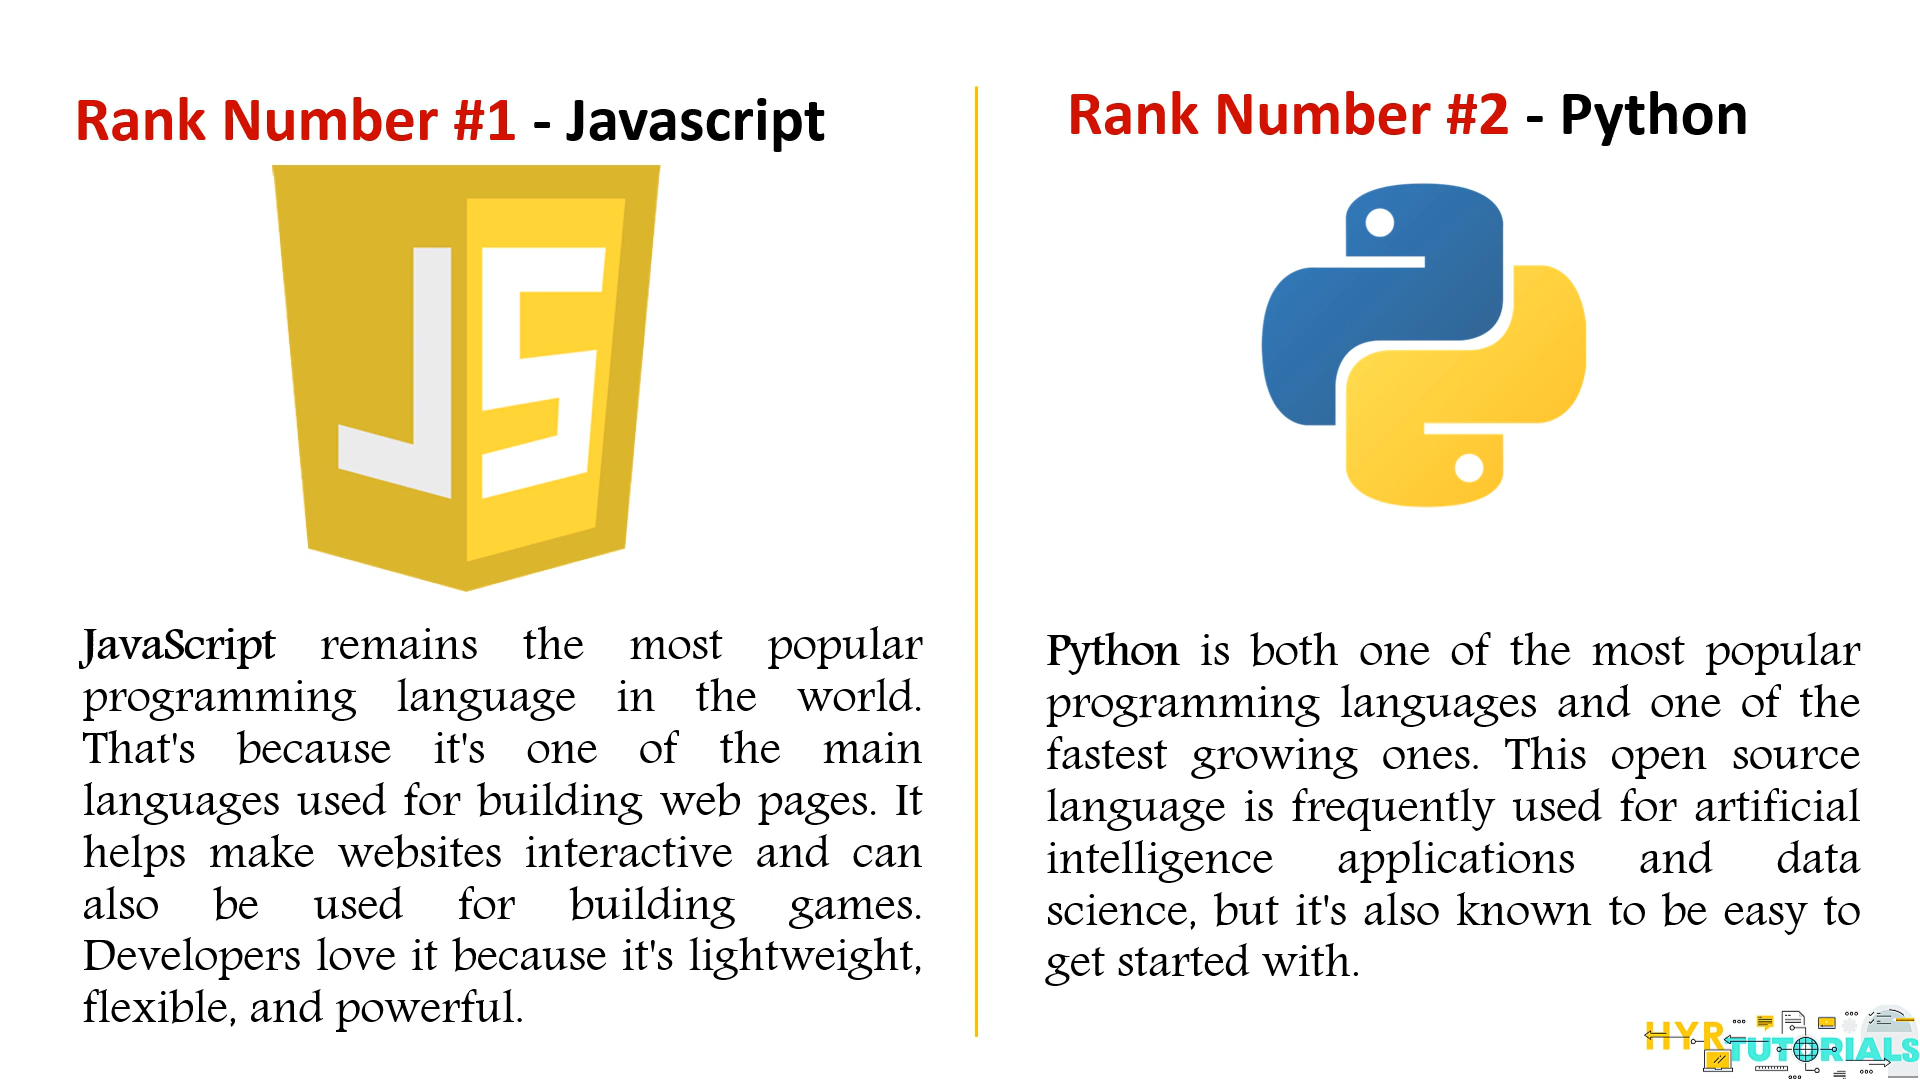 Rank Number #1 - Javascript
JS
JavaScript remains the most popular
programming language in the world.
That's because it's one of the main
languages used for building web pages. It
helps make websites interactive and can
also be used for building games.
Developers love it because it's lightweight,
flexible, and powerful.
Rank Number #2 - Python
Python is both one of the most popular
programming languages and one of the
fastest growing ones. This open source
language is frequently used for artificial
intelligence applications and data
science, but it's also known to be easy to
get started with.
HYR
TUTORIALS